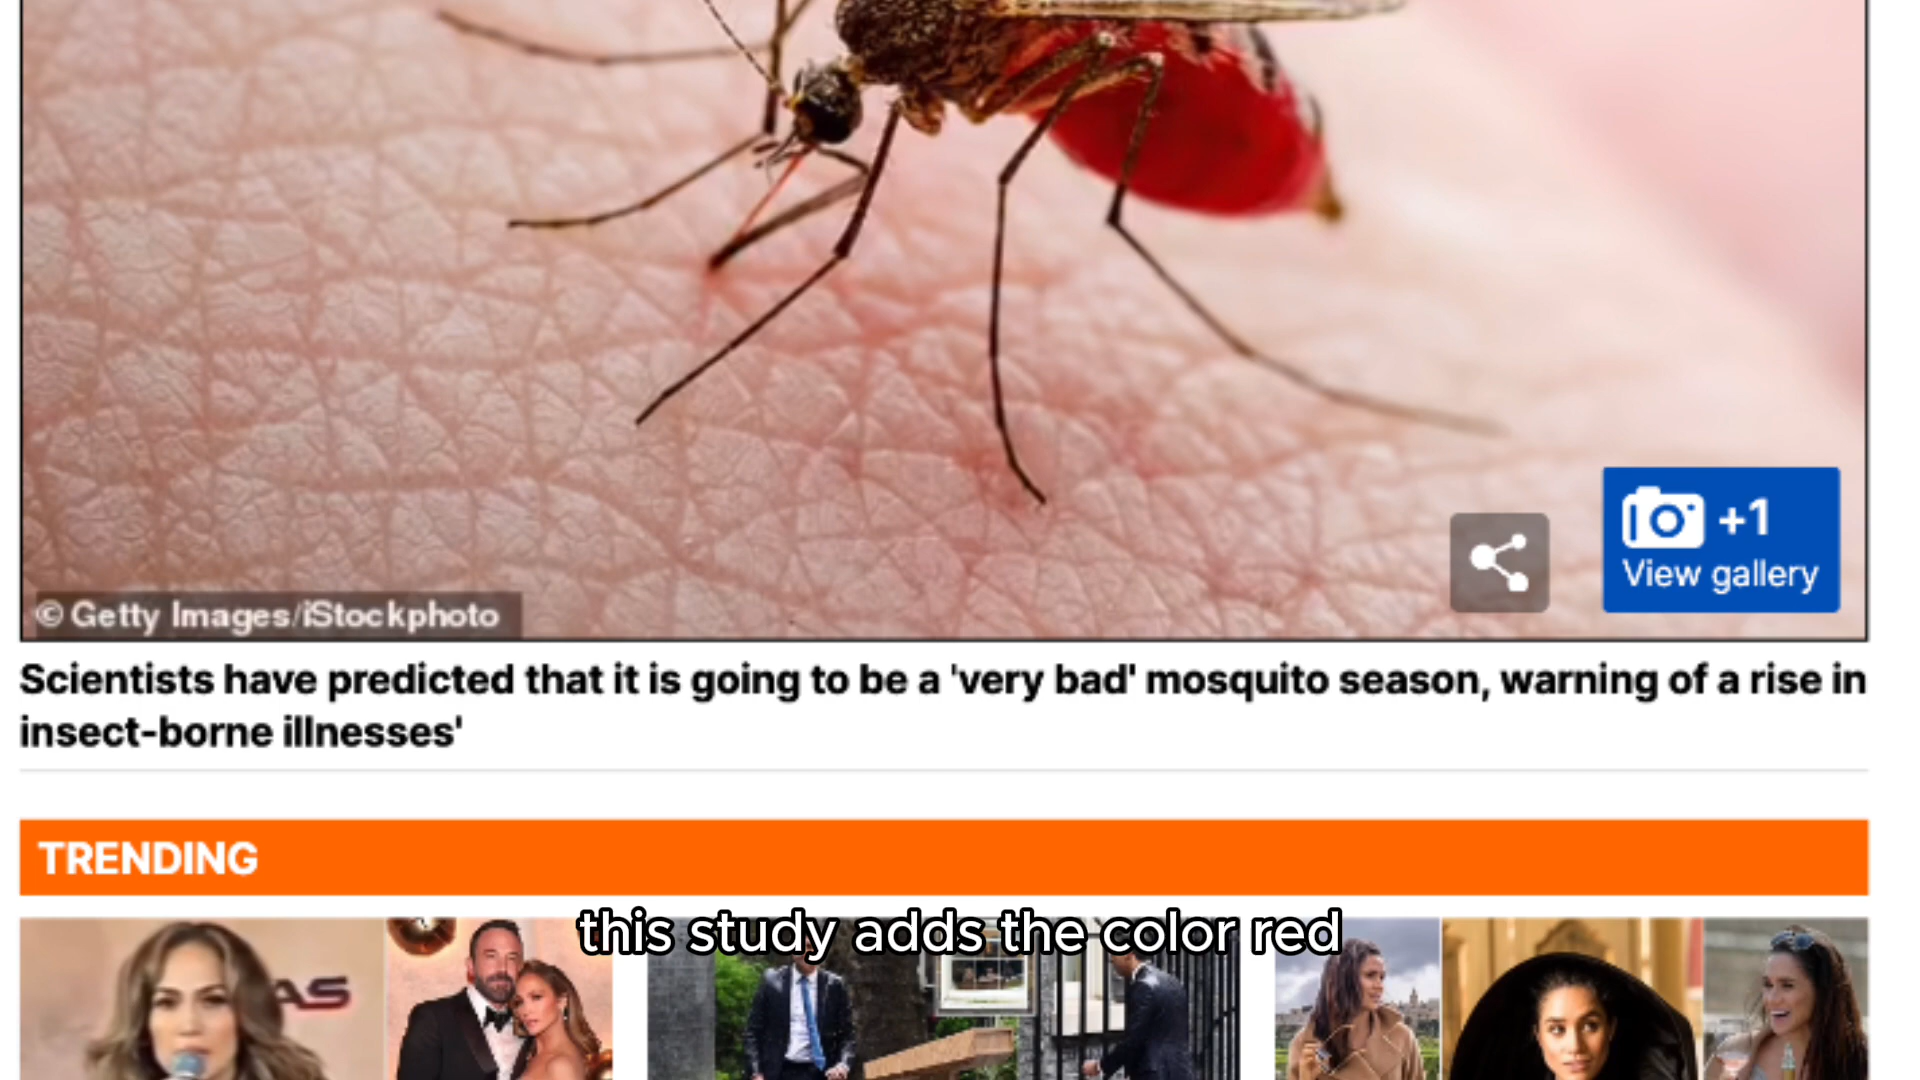 +1
View gallery
© Getty Images/iStockphoto
Scientists have predicted that it is going to be a 'very bad' mosquito season, warning of a rise in
insect-borne illnesses'
TRENDING
this study adds the color red
AS